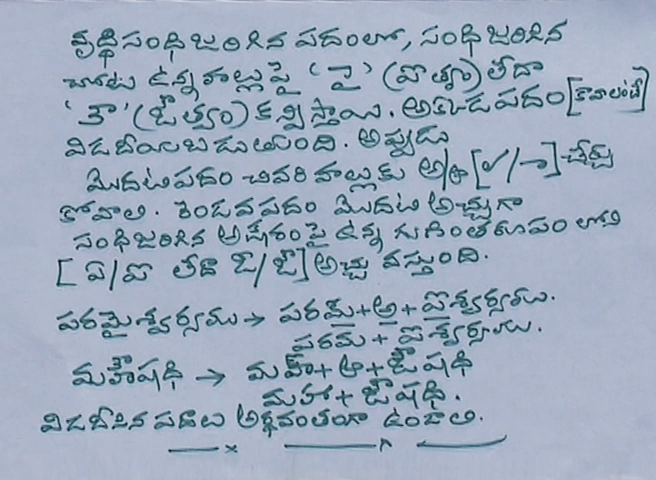 వృద్ధిసంధి జరిగిన పదంలో, సంధి జరిగిన
చోట ఉన్న హల్లుపై ' ై ' (ఐత్వం) లేదా
' ౌ ' (ఔత్వం) కన్పిస్తాయి. అక్కడ పదం [కావాలంటే]
విడదీయబడుతుంది. అప్పుడు
మొదటిపదం చివరి హల్లుకు అ/ఆ [ ✓/ా ] చేర్చు
కోవాలి. రెండవపదం మొదటి అచ్చుగా
సంధిజరిగిన అక్షరంపై ఉన్న గుణింతరూపం లోని
[ ఏ/ఐ లేదా ఓ/ఔ ] అచ్చు వస్తుంది.
పరమైశ్వర్యము → పరమ్+అ+ఐశ్వర్యము.
పరమ + ఐశ్వర్యము.
మహౌషధి → మహ్+ఆ+ఔషధి
మహా+ఔషధి.
విడదీసిన పదాలు అర్థవంతంగా ఉండాలి.